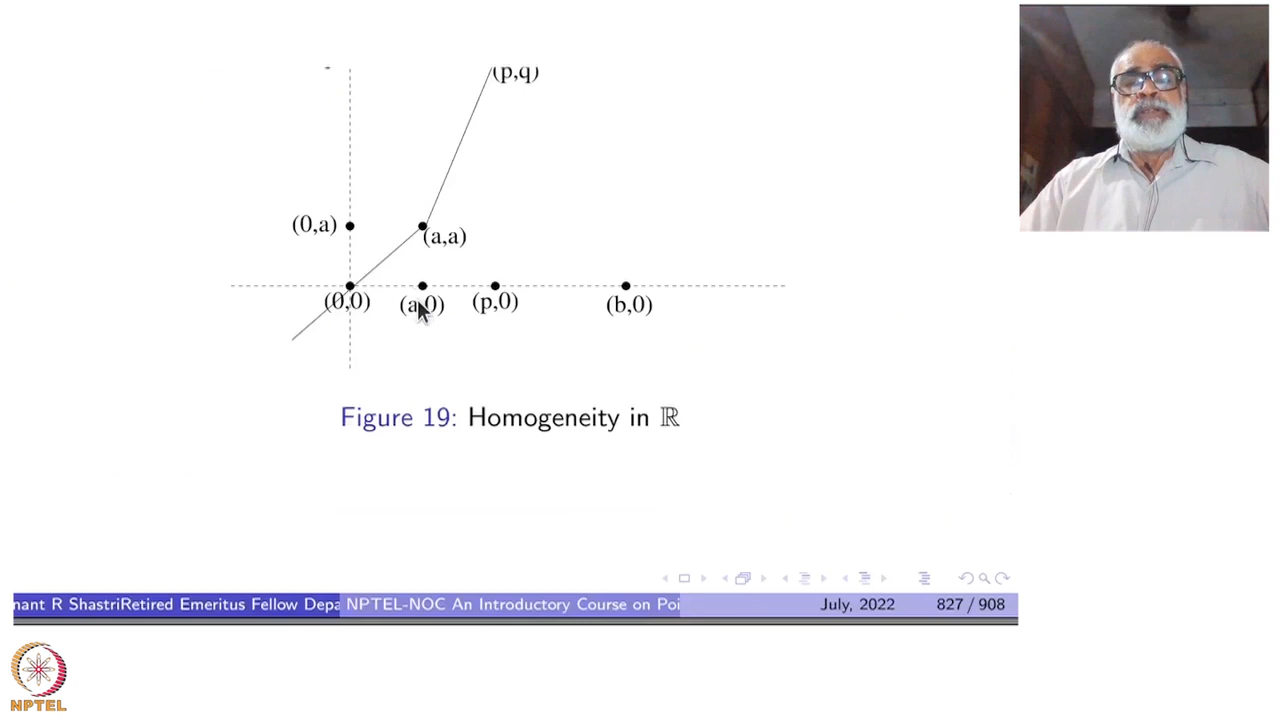 (p,q)
(0,a)
(a,a)
(0,0) (a,0) (p,0) (b,0)
Figure 19: Homogeneity in ℝ
nant R ShastriRetired Emeritus Fellow Depa NPTEL-NOC An Introductory Course on Poi July, 2022 827 / 908
NPTEL